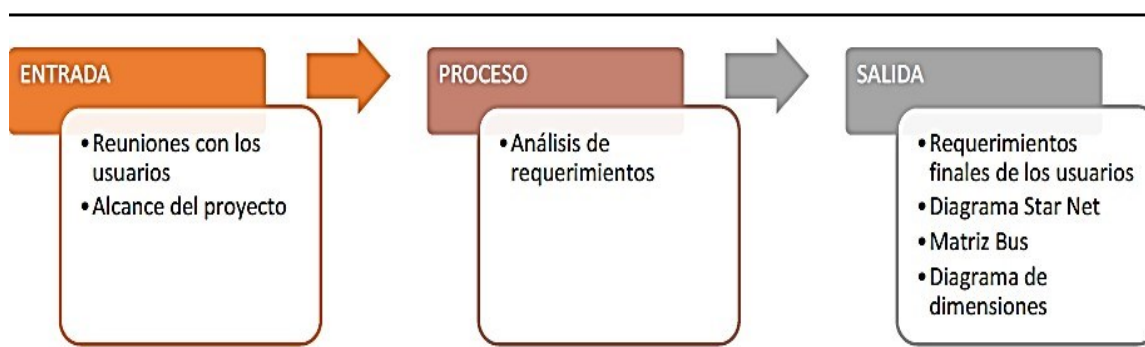 ENTRADA
•Reuniones con los
usuarios
•Alcance del proyecto
PROCESO
•Análisis de
requerimientos
SALIDA
•Requerimientos
finales de los usuarios
•Diagrama Star Net
•Matriz Bus
•Diagrama de
dimensiones